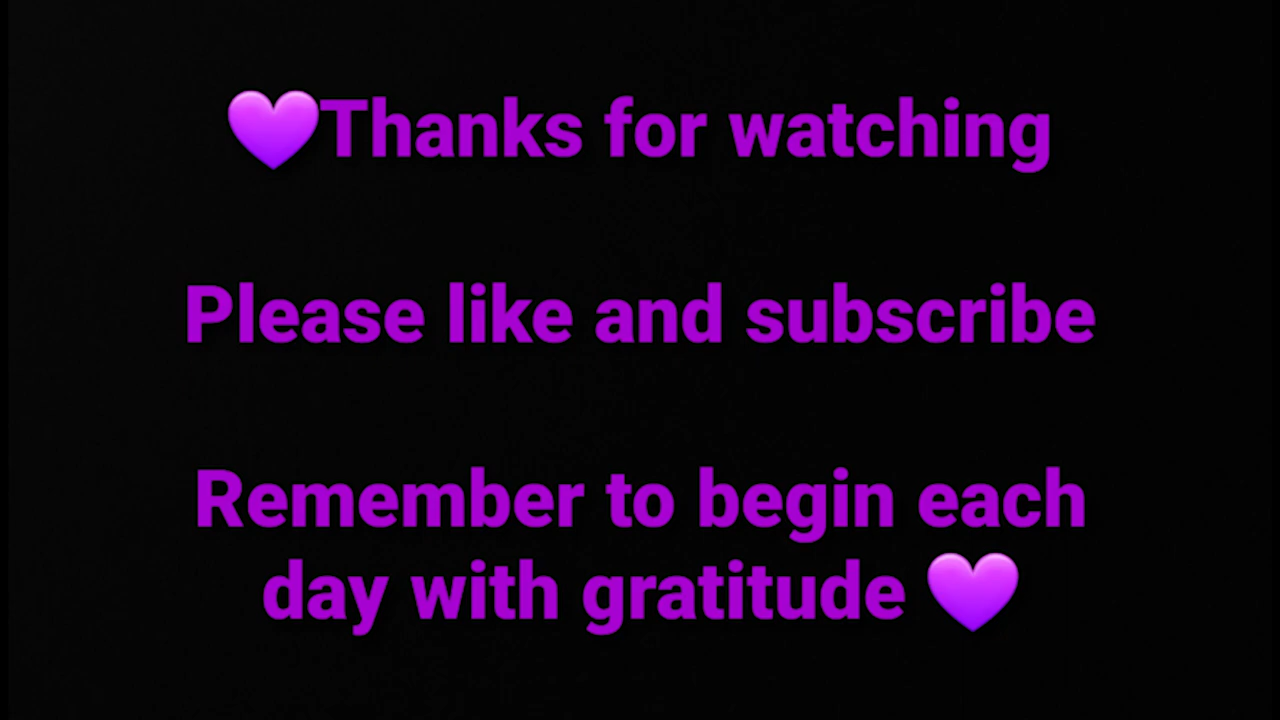 💜Thanks for watching
Please like and subscribe
Remember to begin each
day with gratitude 💜